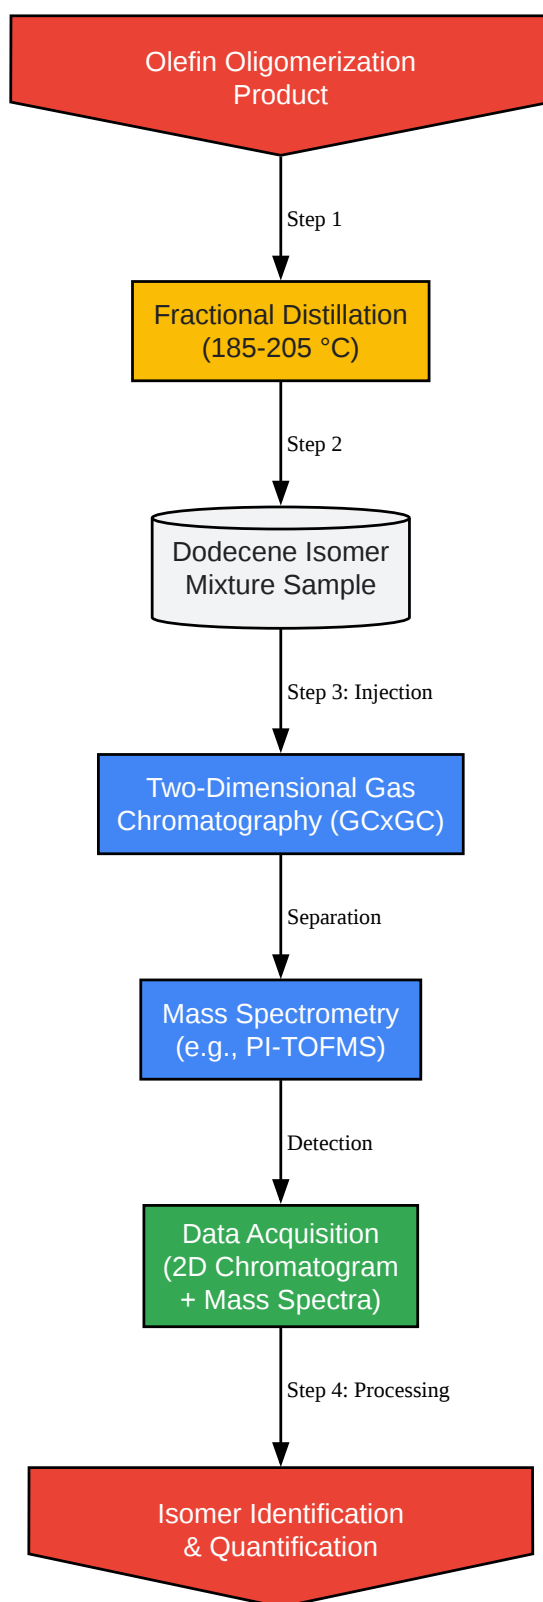 Olefin Oligomerization
Product
Step 1
Fractional Distillation
(185-205 °C)
Step 2
Dodecene Isomer
Mixture Sample
Step 3: Injection
Two-Dimensional Gas
Chromatography (GCxGC)
Separation
Mass Spectrometry
(e.g., PI-TOFMS)
Detection
Data Acquisition
(2D Chromatogram
+ Mass Spectra)
Step 4: Processing
Isomer Identification
& Quantification